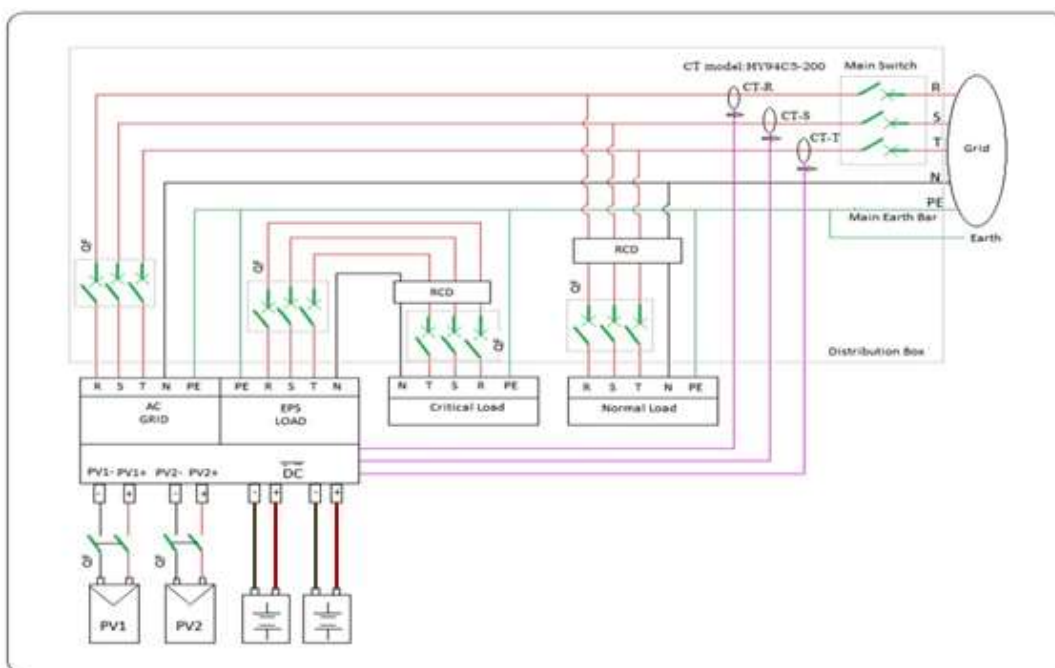 CT model:HY94C5-200
Main Switch
CT-R
R
CT-S
S
CT-T
T
Grid
N
PE
Main Earth Bar
Earth
QF
QF
RCD
RCD
QF
QF
Distribution Box
R S T N PE
PE R S T N
N T S R PE
R S T N PE
AC
GRID
EPS
LOAD
Critical Load
Normal Load
PV1- PV1+ PV2- PV2+
DC
- + - + - + - +
QF
QF
PV1
PV2